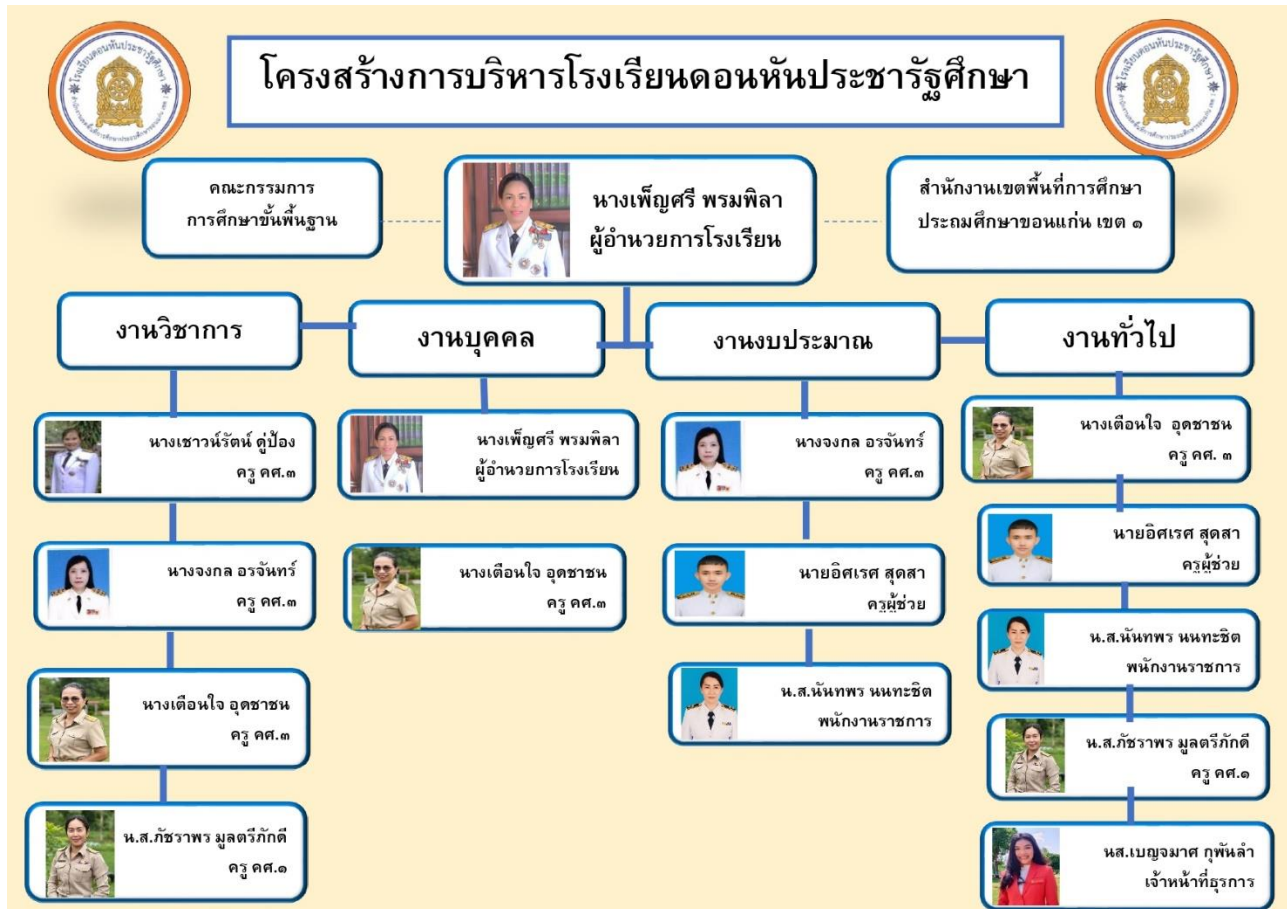 โครงสร้างการบริหารโรงเรียนดอนหันประชารัฐศึกษา
คณะกรรมการ
การศึกษาขั้นพื้นฐาน
นางเพ็ญศรี พรมพิลา
ผู้อำนวยการโรงเรียน
สำนักงานเขตพื้นที่การศึกษา
ประถมศึกษาขอนแก่น เขต ๑
งานวิชาการ
งานบุคคล
งานงบประมาณ
งานทั่วไป
นางเชาวน์รัตน์ ดู่ป้อง
ครู คศ.๓
นางจงกล อรจันทร์
ครู คศ.๓
นางเตือนใจ อุดชาชน
ครู คศ.๓
น.ส.ภัชราพร มูลตรีภักดี
ครู คศ.๑
นางเพ็ญศรี พรมพิลา
ผู้อำนวยการโรงเรียน
นางเตือนใจ อุดชาชน
ครู คศ.๓
นางจงกล อรจันทร์
ครู คศ.๓
นายอิศเรศ สุดสา
ครูผู้ช่วย
น.ส.นันทพร นนทะชิต
พนักงานราชการ
นางเตือนใจ อุดชาชน
ครู คศ. ๓
นายอิศเรศ สุดสา
ครูผู้ช่วย
น.ส.นันทพร นนทะชิต
พนักงานราชการ
น.ส.ภัชราพร มูลตรีภักดี
ครู คศ.๑
นส.เบญจมาศ กุพันลำ
เจ้าหน้าที่ธุรการ